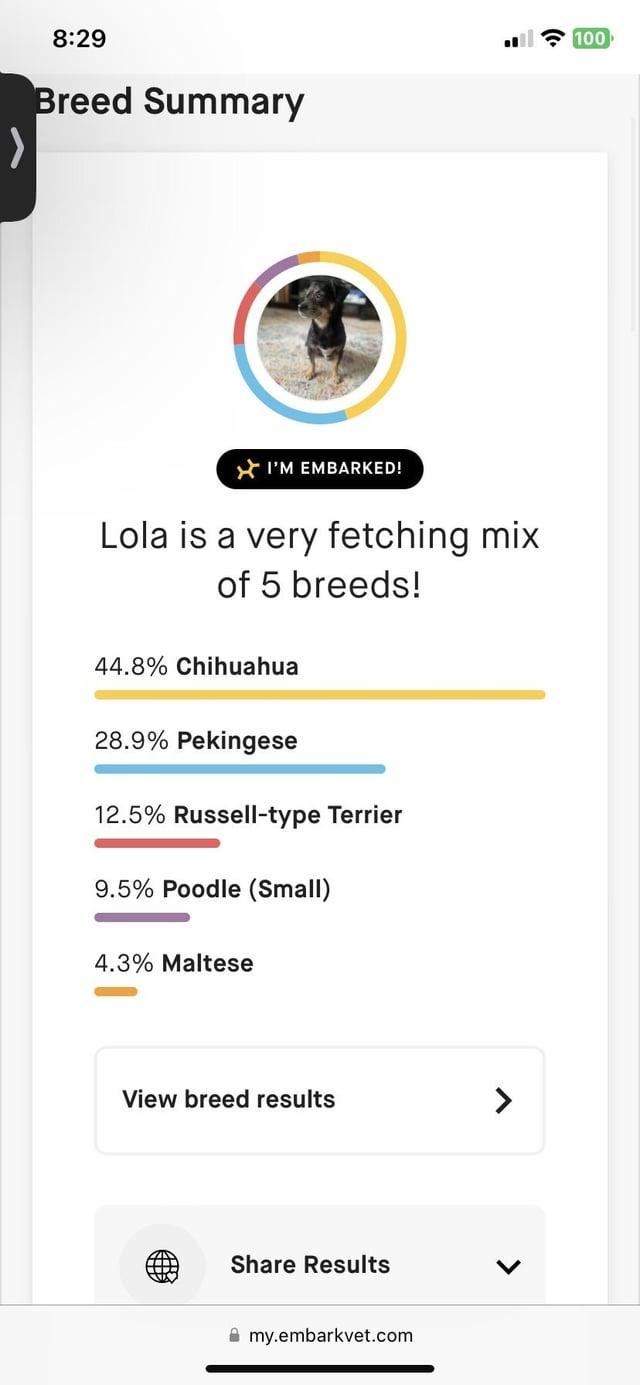 8:29
100
Breed Summary
I'M EMBARKED!
Lola is a very fetching mix
of 5 breeds!
44.8% Chihuahua
28.9% Pekingese
12.5% Russell-type Terrier
9.5% Poodle (Small)
4.3% Maltese
View breed results
Share Results
my.embarkvet.com